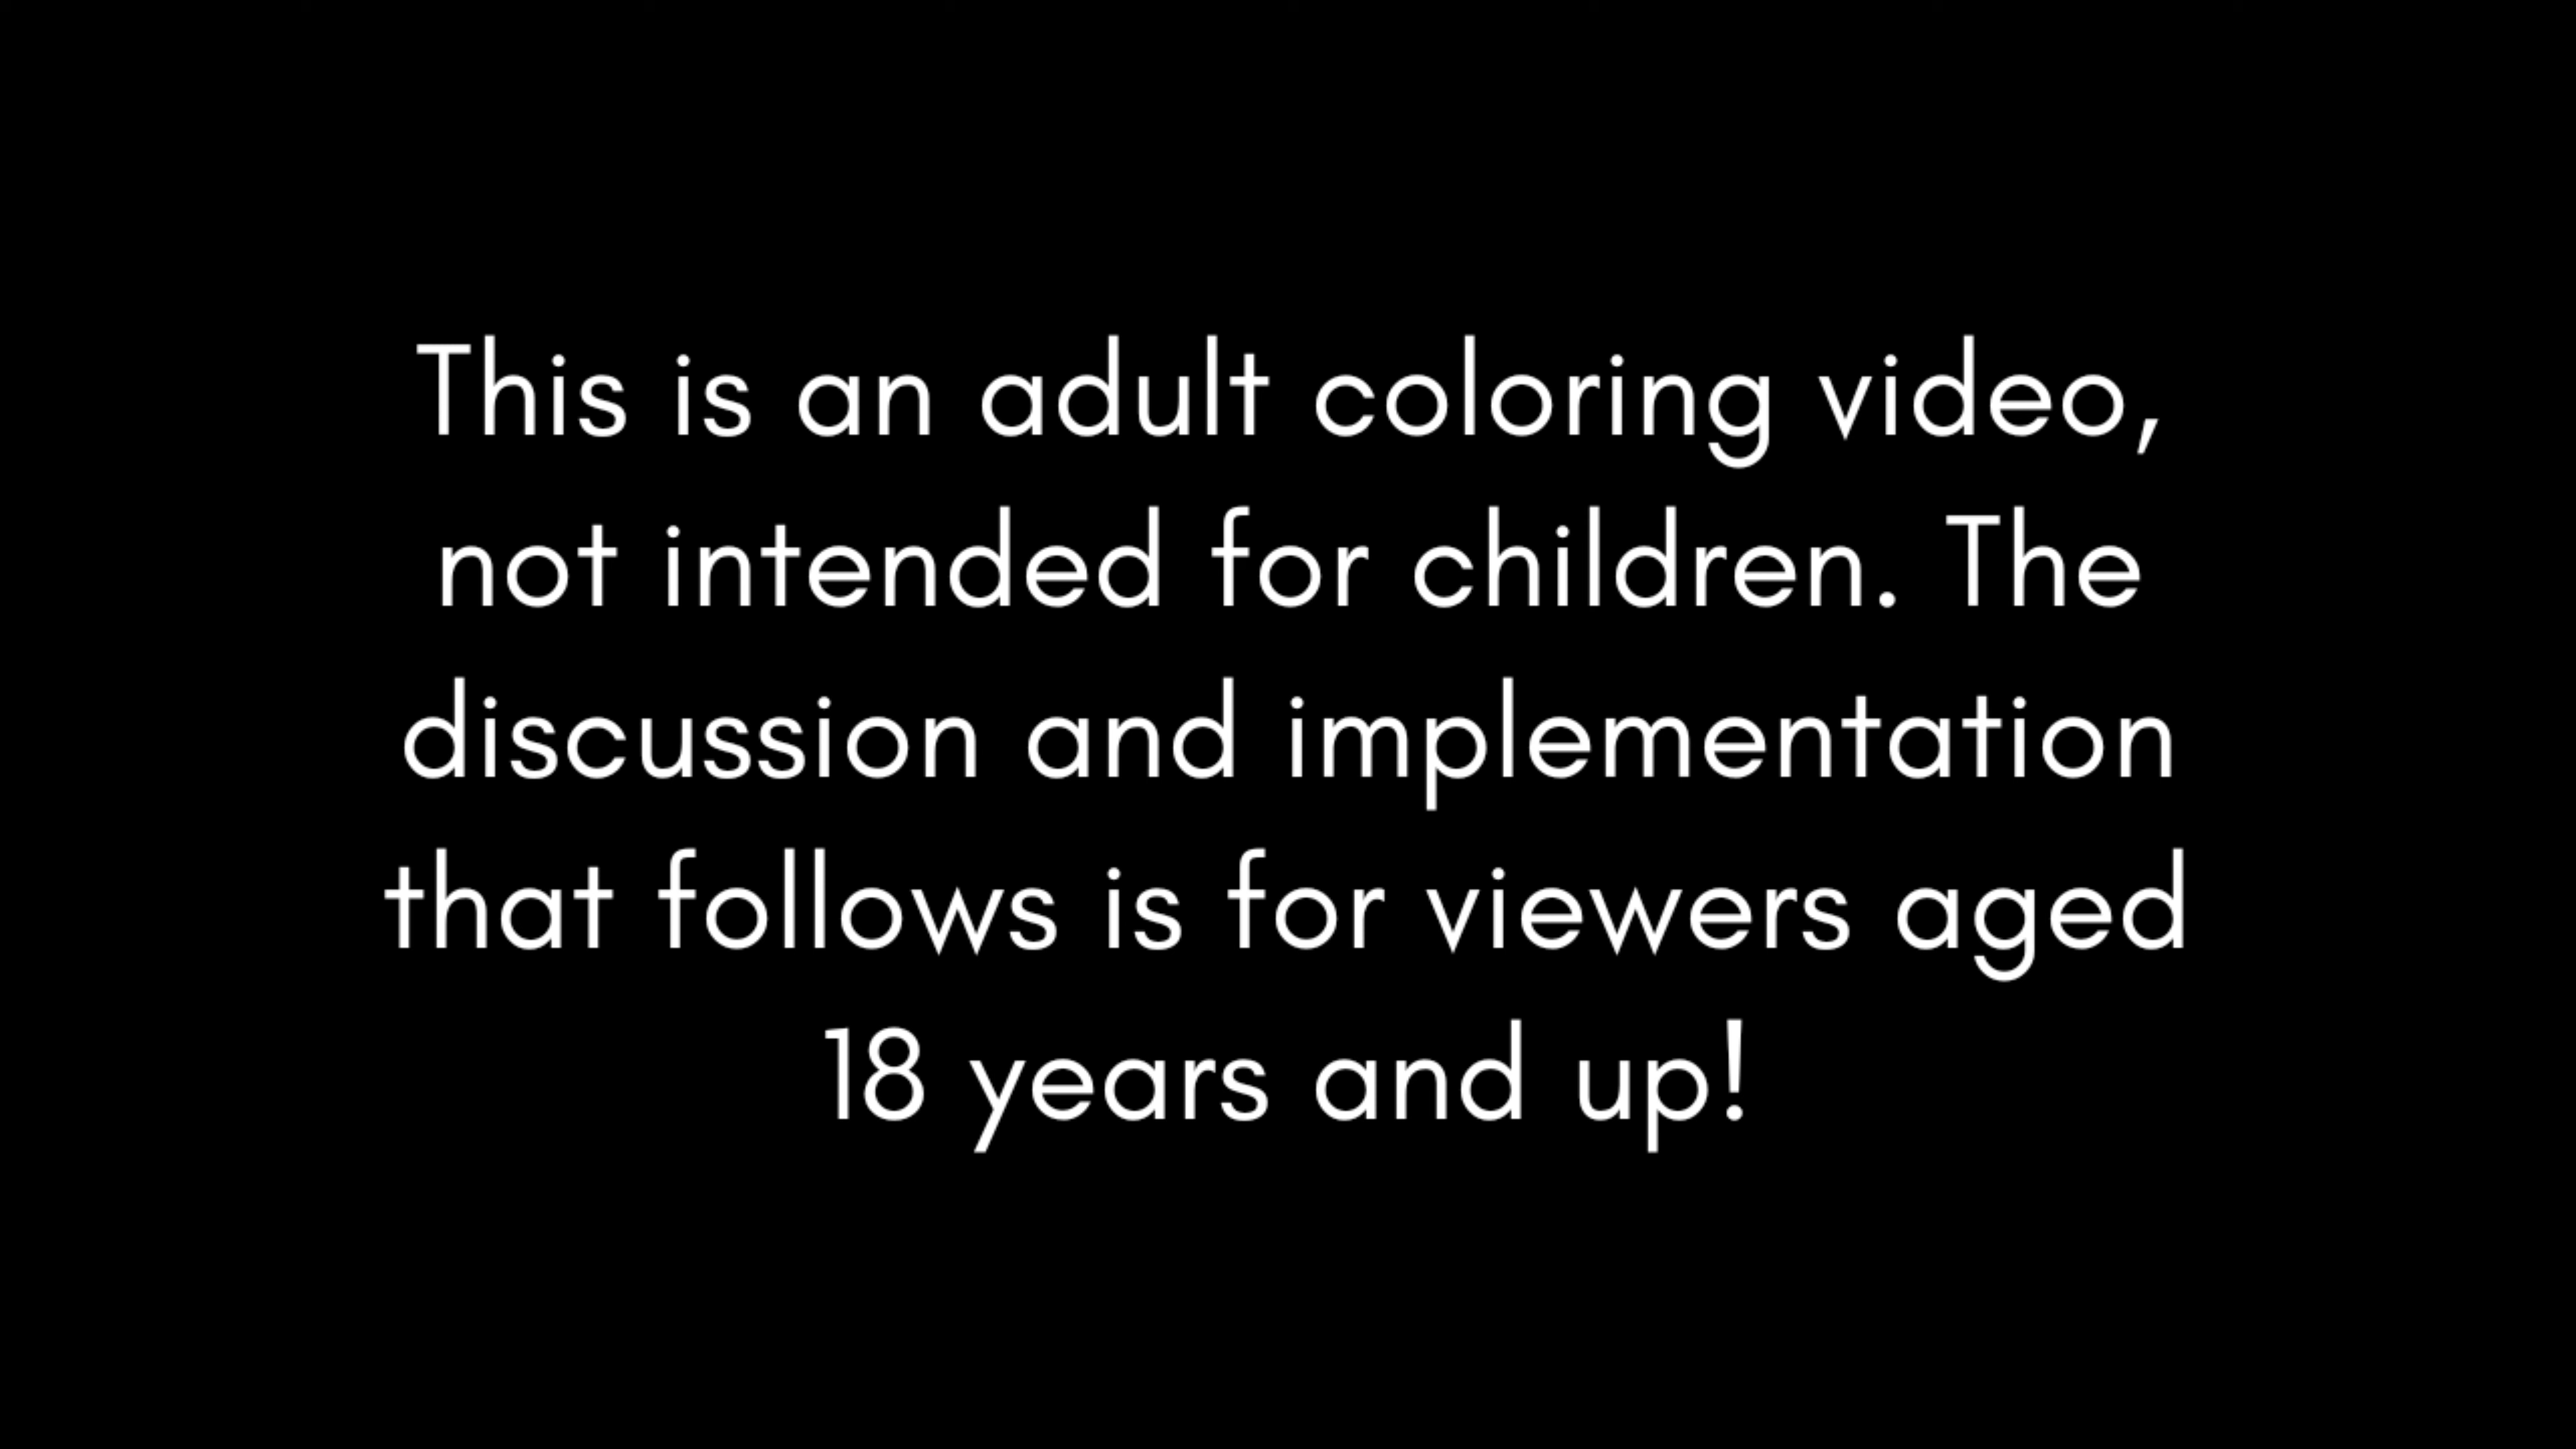 This is an adult coloring video,
not intended for children. The
discussion and implementation
that follows is for viewers aged
18 years and up!